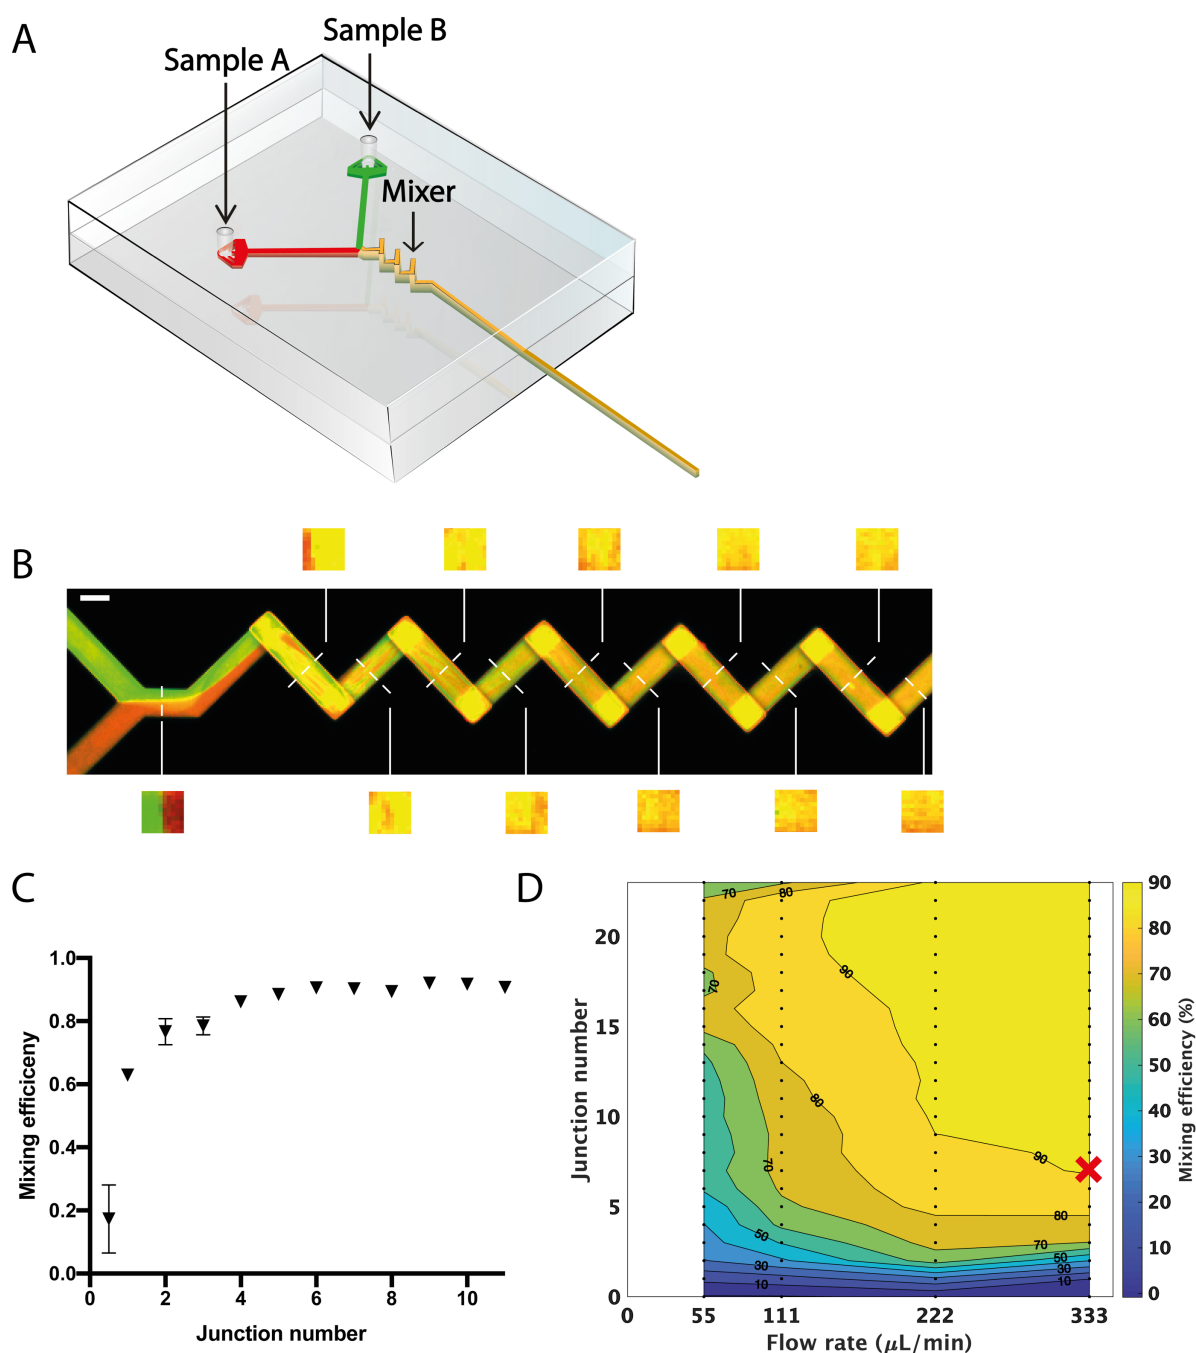 A
Sample B
Sample A
Mixer
B
C
D
1.0
0.8
0.6
0.4
0.2
0.0
Mixing efficiceny
0 2 4 6 8 10
Junction number
20
15
10
5
0
Junction number
70 80
90
70
80
90
70
80
70
50
50
30
30
10
10
0 55 111 222 333
Flow rate (μL/min)
90
80
70
60
50
40
30
20
10
0
Mixing efficiency (%)